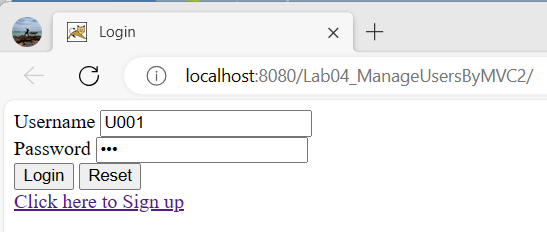 Login
localhost:8080/Lab04_ManageUsersByMVC2/
Username U001
Password •••
Login Reset
Click here to Sign up